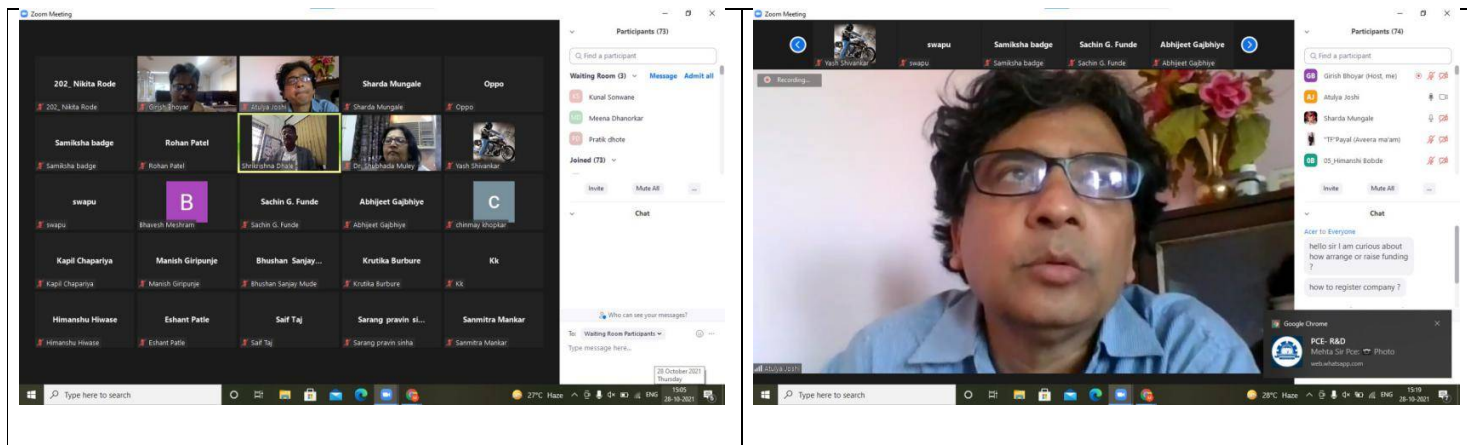 Zoom Meeting
Participants (73)
Find a participant
Waiting Room (3) Message Admit all
KS Kunal Sonwane
MD Meena Dhanorkar
PD Pratik dhote
Joined (73)
Invite Mute All ...
Chat
202_ Nikita Rode
Sharda Mungale
Oppo
202_ Nikita Rode
Girish Bhoyar
Atulya Joshi
Sharda Mungale
Oppo
Samiksha badge
Rohan Patel
Samiksha badge
Rohan Patel
Shrikrishna Dhale
Dr. Shubhada Muley
Yash Shivankar
swapu
B
Sachin G. Funde
Abhijeet Gajbhiye
C
swapu
Bhavesh Meshram
Sachin G. Funde
Abhijeet Gajbhiye
chinmay khopkar
Kapil Chapariya
Manish Giripunje
Bhushan Sanjay...
Krutika Burbure
Kk
Kapil Chapariya
Manish Giripunje
Bhushan Sanjay Mude
Krutika Burbure
Kk
Himanshu Hiwase
Eshant Patle
Saif Taj
Sarang pravin si...
Sanmitra Mankar
Himanshu Hiwase
Eshant Patle
Saif Taj
Sarang pravin sinha
Sanmitra Mankar
Who can see your messages?
To: Waiting Room Participants
Type message here...
28 October 2021
Thursday
Type here to search
27°C Haze
ENG
15:05
28-10-2021
Zoom Meeting
Participants (74)
Find a participant
swapu
Samiksha badge
Sachin G. Funde
Abhijeet Gajbhiye
Yash Shivankar
swapu
Samiksha badge
Sachin G. Funde
Abhijeet Gajbhiye
Recording...
GB Girish Bhoyar (Host, me)
AJ Atulya Joshi
Sharda Mungale
"TF"Payal (Aveera ma'am)
0B 05_Himanshi Bobde
Invite Mute All ...
Chat
Acer to Everyone
hello sir I am curious about
how arrange or raise funding
?
how to register company ?
Google Chrome
PCE- R&D
Mehta Sir Pce: Photo
web.whatsapp.com
Atulya Joshi
Type here to search
28°C Haze
ENG
15:19
28-10-2021